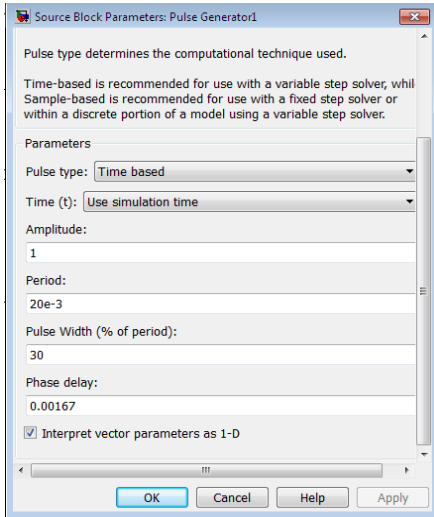 Source Block Parameters: Pulse Generator1
Pulse type determines the computational technique used.
Time-based is recommended for use with a variable step solver, while
Sample-based is recommended for use with a fixed step solver or
within a discrete portion of a model using a variable step solver.
Parameters
Pulse type: Time based
Time (t): Use simulation time
Amplitude:
1
Period:
20e-3
Pulse Width (% of period):
30
Phase delay:
0.00167
Interpret vector parameters as 1-D
OK Cancel Help Apply